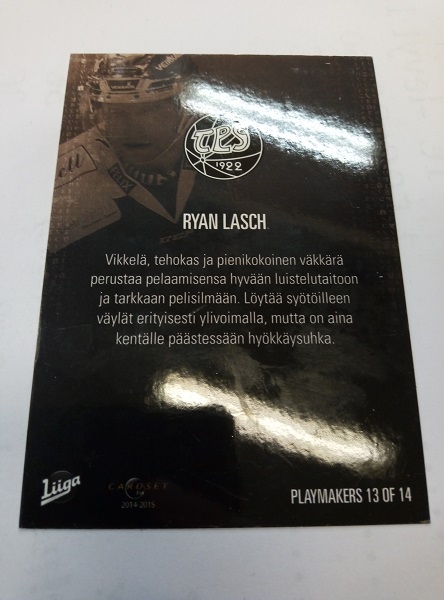 TPS
1922
RYAN LASCH
Vikkelä, tehokas ja pienikokoinen väkkärä
perustaa pelaamisensa hyvään luistelutaitoon
ja tarkkaan pelisilmään. Löytää syötöilleen
väylät erityisesti ylivoimalla, mutta on aina
kentälle päästessään hyökkäysuhka.
Liiga
CARDSET
2014-2015
PLAYMAKERS 13 OF 14